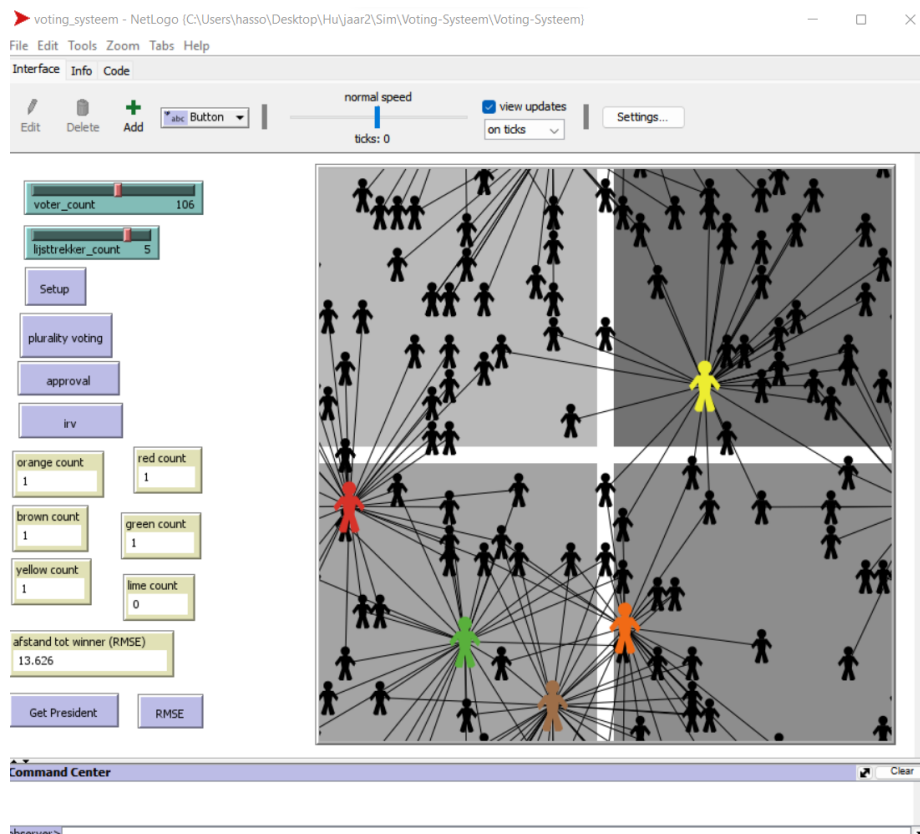 voting_systeem - NetLogo {C:\Users\hasso\Desktop\Hu\jaar2\Sim\Voting-Systeem\Voting-Systeem}
File Edit Tools Zoom Tabs Help
Interface Info Code
Edit Delete Add abc Button normal speed ticks: 0 view updates on ticks Settings...
voter_count 106
lijsttrekker_count 5
Setup
plurality voting
approval
irv
orange count red count
1 1
brown count green count
1 1
yellow count lime count
1 0
afstand tot winner (RMSE)
13.626
Get President RMSE
Command Center Clear
observer>